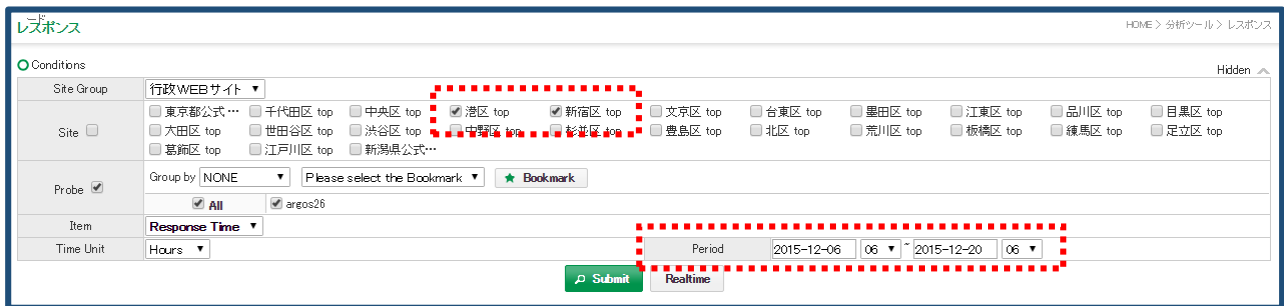 レスポンス
ード
HOME > 分析ツール > レスポンス
Conditions
Hidden
Site Group 行政WEBサイト ▼
東京都公式… 千代田区 top 中央区 top 港区 top 新宿区 top 文京区 top 台東区 top 墨田区 top 江東区 top 品川区 top 目黒区 top
Site 大田区 top 世田谷区 top 渋谷区 top 中野区 top 杉並区 top 豊島区 top 北区 top 荒川区 top 板橋区 top 練馬区 top 足立区 top
葛飾区 top 江戸川区 top 新潟県公式…
Probe Group by NONE ▼ Please select the Bookmark ▼ ★ Bookmark
All argos26
Item Response Time ▼
Time Unit Hours ▼ Period 2015-12-06 06 ▼ ~ 2015-12-20 06 ▼
Submit Realtime